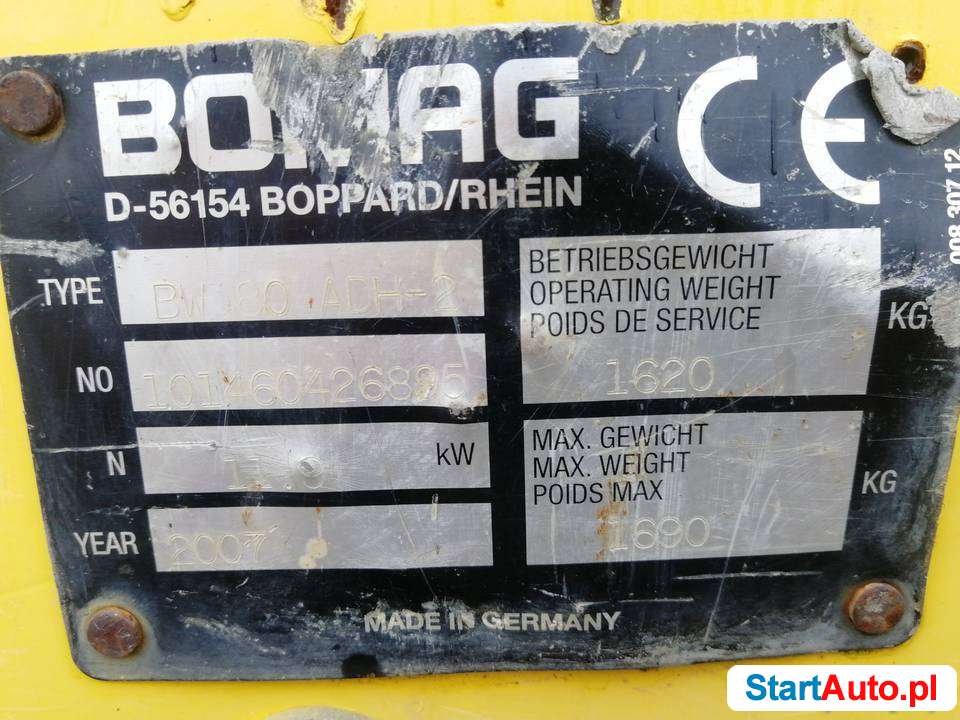 BOMAG
CE
D-56154 BOPPARD/RHEIN
TYPE BW 80 ADH-2
NO 101460426895
N kW
YEAR 2007
BETRIEBSGEWICHT
OPERATING WEIGHT
POIDS DE SERVICE
1620 KG
MAX. GEWICHT
MAX. WEIGHT
POIDS MAX
1690 KG
MADE IN GERMANY
008 307 12
StartAuto.pl